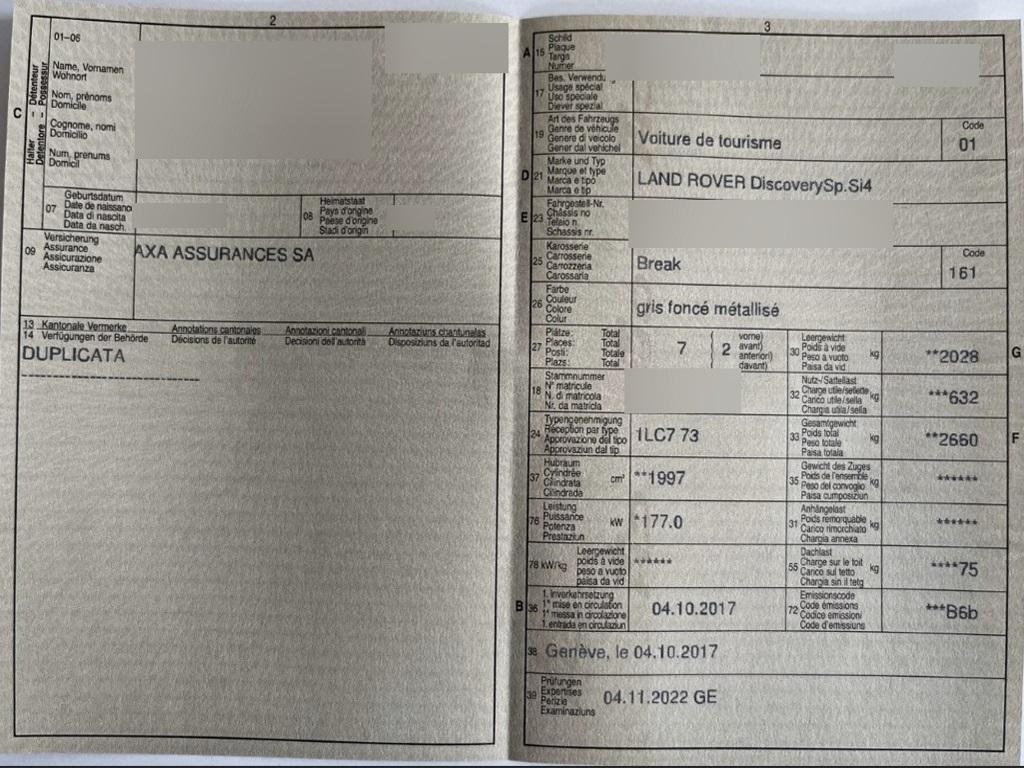 2
01-06
Name, Vornamen
Wohnort
Nom, prénoms
Domicile
Cognome, nomi
Domicilio
Num, prenums
Domicil
C
Halter - Détenteur
Detentore - Possessur
07
Geburtsdatum
Date de naissanc
Data di nascita
Data da nasch.
08
Heimatstaat
Pays d'origine
Paese d'origine
Stadi d'origin
09
Versicherung
Assurance
Assicurazione
Assicuranza
AXA ASSURANCES SA
13 Kantonale Vermerke Annotations cantonales Annotazioni cantonali Annotaziuns chantunalas
14 Verfügungen der Behörde Décisions de l'autorité Decisioni dell'autorità Disposiziuns da l'autoritad
DUPLICATA
3
A 15
Schild
Plaque
Targa
Numer
17
Bes. Verwendu
Usage spécial
Uso speciale
Diever spezial
19
Art des Fahrzeugs
Genre de véhicule
Genere di veicolo
Gener dal vehichel
Voiture de tourisme
Code
01
D 21
Marke und Typ
Marque et type
Marca e tipo
Marca e tip
LAND ROVER DiscoverySp.Si4
E 23
Fahrgestell-Nr.
Châssis no
Telaio n.
Schassis nr.
25
Karosserie
Carrosserie
Carrozzeria
Carossaria
Break
Code
161
26
Farbe
Couleur
Colore
Colur
gris foncé métallisé
27
Plätze: Total
Places: Total
Posti: Totale
Plazs: Total
7
( 2
vorne)
avant)
anteriori)
davant)
30
Leergewicht
Poids à vide
Peso a vuoto
Paisa da vid
kg
**2028
G
18
Stammnummer
N° matricule
N. di matricola
Nr. da matricla
32
Nutz-/Sattellast
Charge utile/sellette
Carico utile/sella
Chargia utila/sella
kg
***632
24
Typengenehmigung
Réception par type
Approvazione del tipo
Approvaziun dal tip
1LC7 73
33
Gesamtgewicht
Poids total
Peso totale
Paisa totala
kg
**2660
F
37
Hubraum
Cylindrée
Cilindrata
Cilindrada
cm³
**1997
35
Gewicht des Zuges
Poids de l'ensemble
Peso del convoglio
Paisa cumposiziun
kg
******
76
Leistung
Puissance
Potenza
Prestaziun
kW
*177.0
31
Anhängelast
Poids remorquable
Carico rimorchiato
Chargia annexa
kg
******
78 kW/kg
Leergewicht
poids à vide
peso a vuoto
paisa da vid
******
55
Dachlast
Charge sur le toit
Carico sul tetto
Chargia sin il tetg
kg
****75
B 36
1. Inverkehrsetzung
1re mise en circulation
1a messa in circolazione
1. entrada en circulaziun
04.10.2017
72
Emissionscode
Code émissions
Codice emissioni
Code d'emissiuns
***B6b
38 Genève, le 04.10.2017
39
Prüfungen
Expertises
Perizie
Examinaziuns
04.11.2022 GE